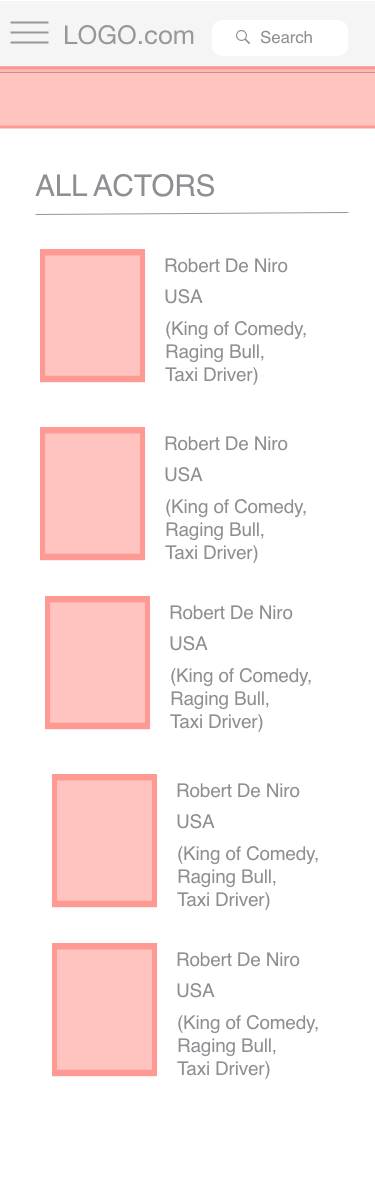 LOGO.com
Search
ALL ACTORS
Robert De Niro
USA
(King of Comedy,
Raging Bull,
Taxi Driver)
Robert De Niro
USA
(King of Comedy,
Raging Bull,
Taxi Driver)
Robert De Niro
USA
(King of Comedy,
Raging Bull,
Taxi Driver)
Robert De Niro
USA
(King of Comedy,
Raging Bull,
Taxi Driver)
Robert De Niro
USA
(King of Comedy,
Raging Bull,
Taxi Driver)